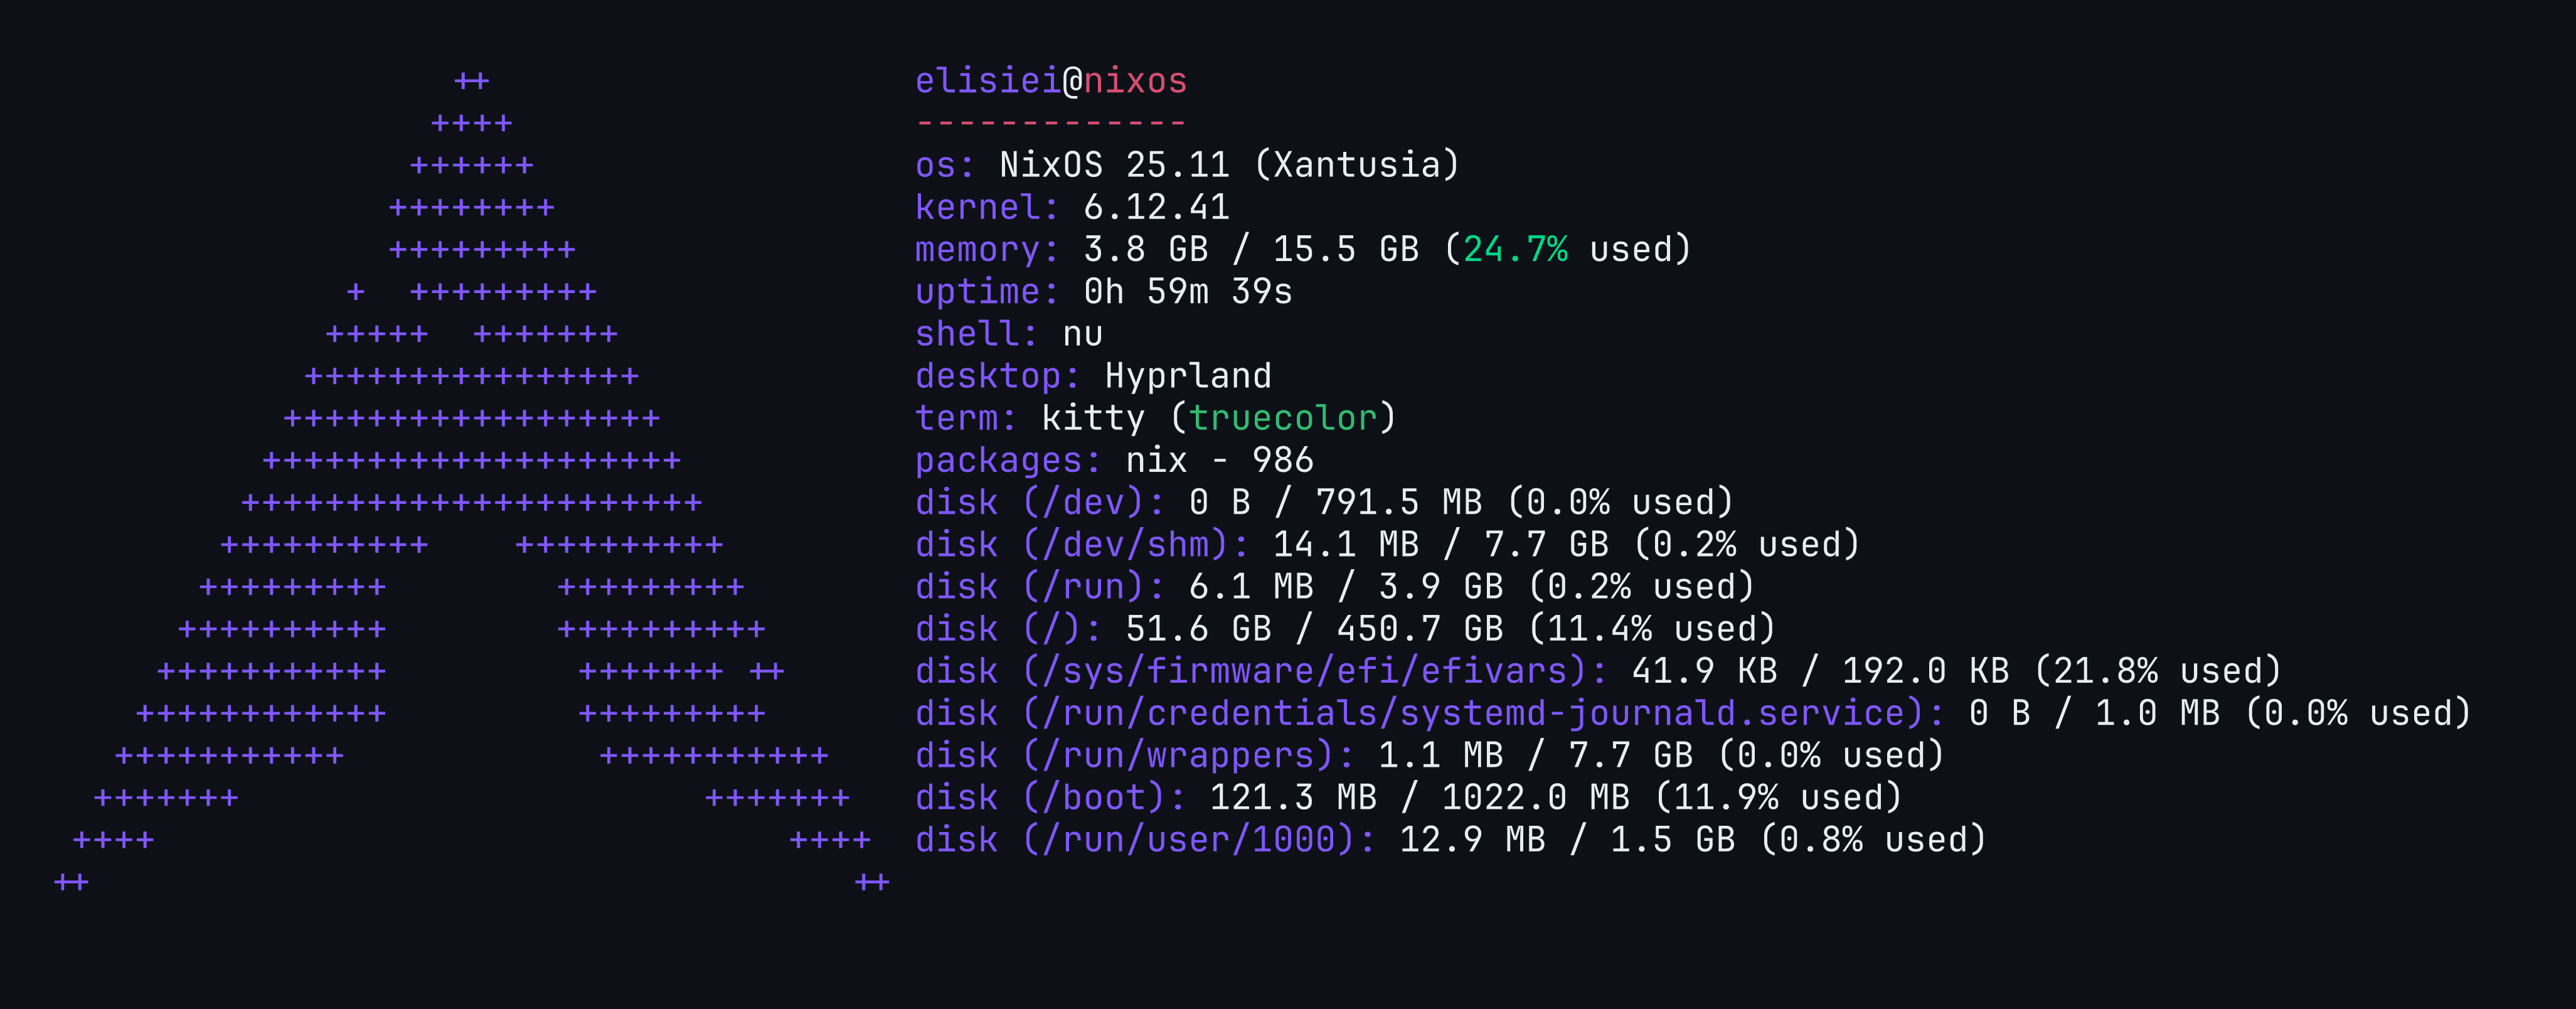 elisiei@nixos
-------------
os: NixOS 25.11 (Xantusia)
kernel: 6.12.41
memory: 3.8 GB / 15.5 GB (24.7% used)
uptime: 0h 59m 39s
shell: nu
desktop: Hyprland
term: kitty (truecolor)
packages: nix - 986
disk (/dev): 0 B / 791.5 MB (0.0% used)
disk (/dev/shm): 14.1 MB / 7.7 GB (0.2% used)
disk (/run): 6.1 MB / 3.9 GB (0.2% used)
disk (/): 51.6 GB / 450.7 GB (11.4% used)
disk (/sys/firmware/efi/efivars): 41.9 KB / 192.0 KB (21.8% used)
disk (/run/credentials/systemd-journald.service): 0 B / 1.0 MB (0.0% used)
disk (/run/wrappers): 1.1 MB / 7.7 GB (0.0% used)
disk (/boot): 121.3 MB / 1022.0 MB (11.9% used)
disk (/run/user/1000): 12.9 MB / 1.5 GB (0.8% used)